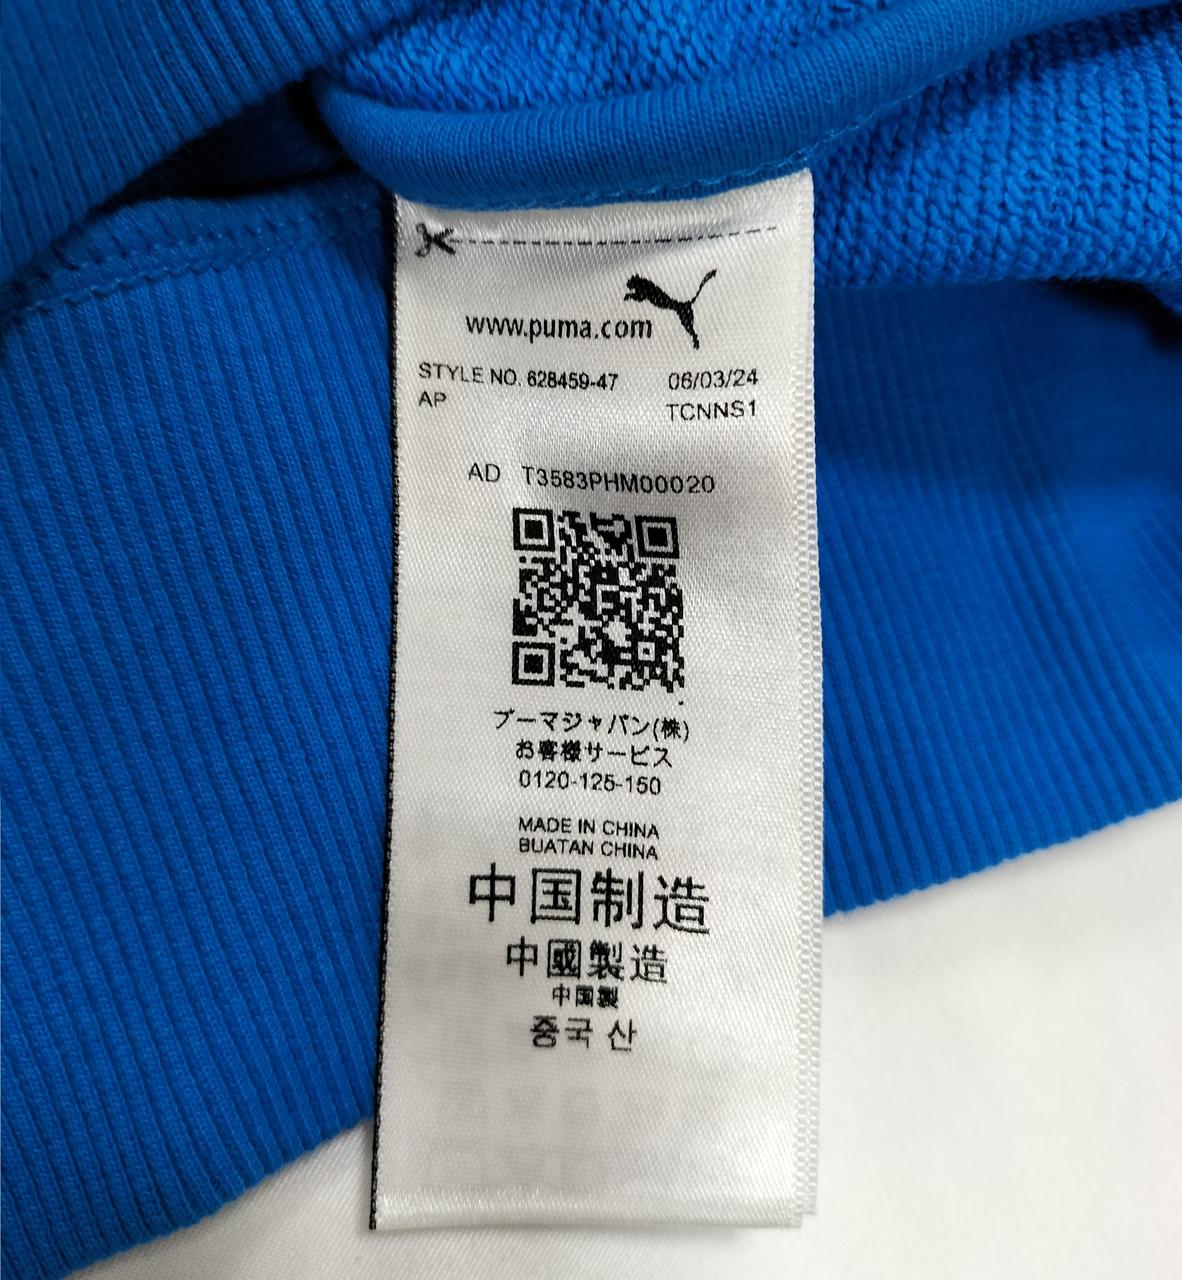 www.puma.com
STYLE NO. 628459-47 06/03/24
AP TCNNS1
AD T3583PHM00020
プーマジャパン(株)
お客様サービス
0120-125-150
MADE IN CHINA
BUATAN CHINA
中国制造
中國製造
中国製
중국 산